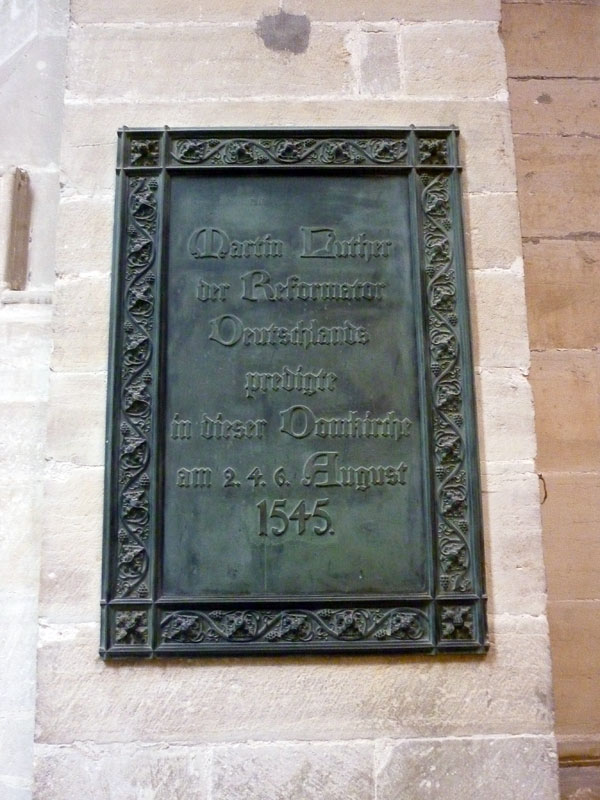 Martin Luther
der Reformator
Deutschlands
predigte
in dieser Domkirche
am 2. 4. 6. August
1545.